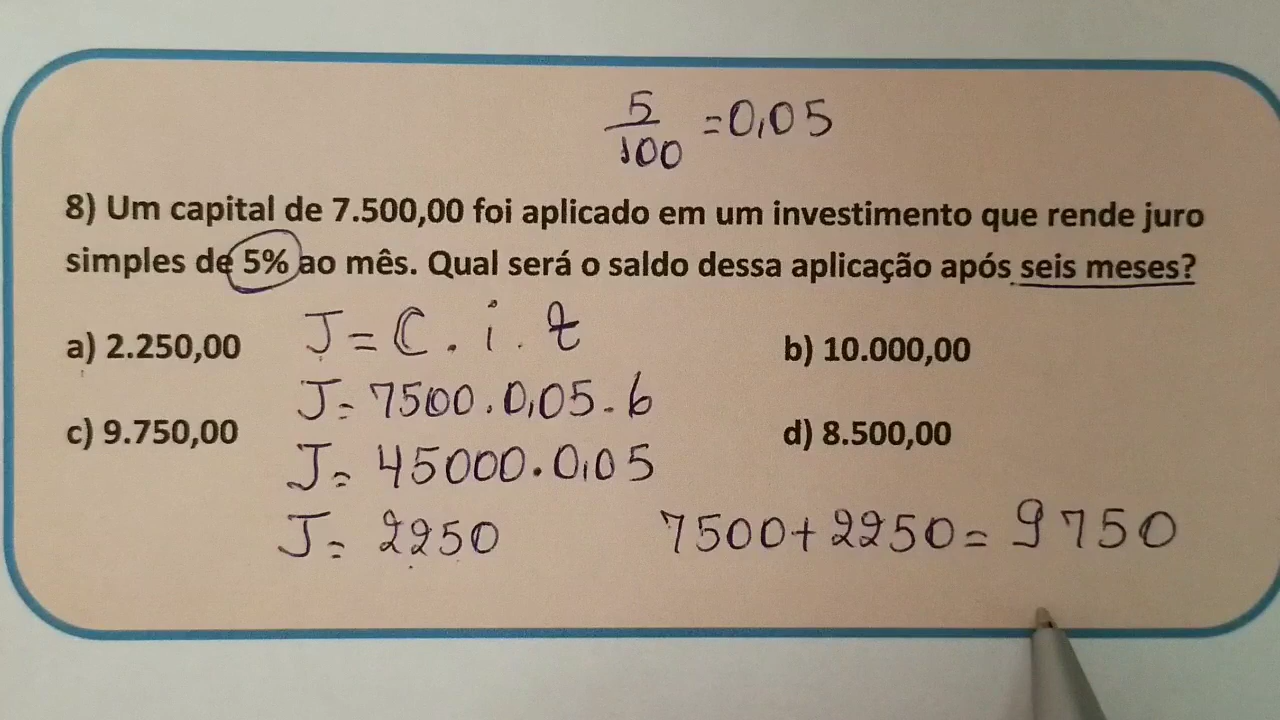 5/100 = 0,05
8) Um capital de 7.500,00 foi aplicado em um investimento que rende juro
simples de 5% ao mês. Qual será o saldo dessa aplicação após seis meses?
a) 2.250,00
b) 10.000,00
c) 9.750,00
d) 8.500,00
J = C . i . t
J = 7500 . 0,05 . 6
J = 45000 . 0,05
J = 2250
7500 + 2250 = 9750